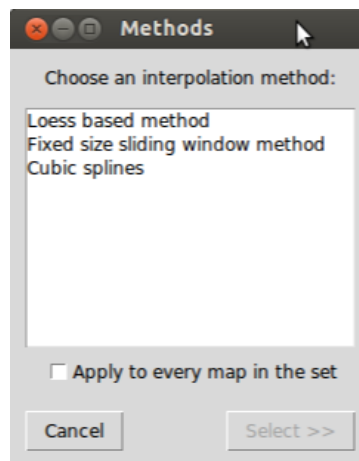 Methods
Choose an interpolation method:
Loess based method
Fixed size sliding window method
Cubic splines
Apply to every map in the set
Cancel
Select >>